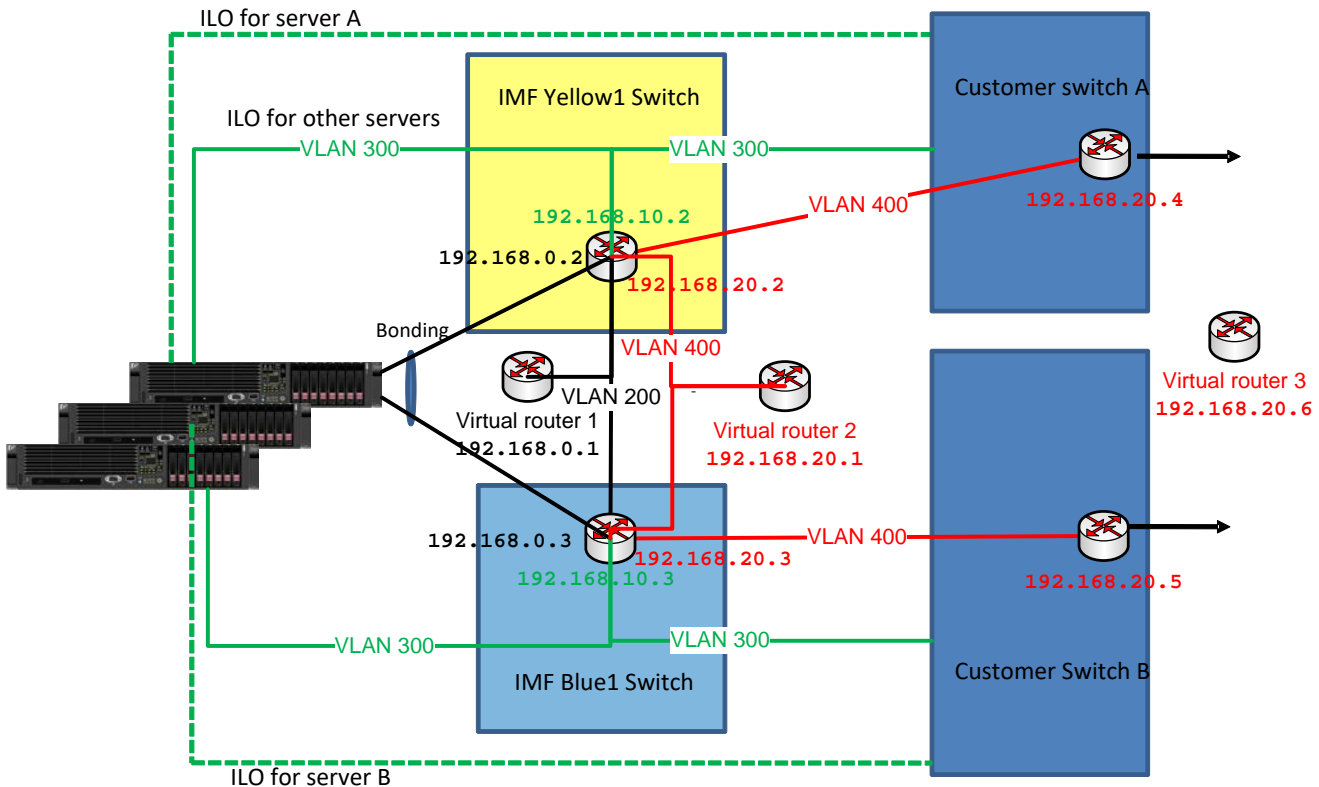 ILO for server A
IMF Yellow1 Switch
Customer switch A
ILO for other servers
VLAN 300
VLAN 300
VLAN 400
192.168.20.4
192.168.10.2
192.168.0.2
192.168.20.2
Bonding
VLAN 400
VLAN 200
Virtual router 1
192.168.0.1
Virtual router 2
192.168.20.1
Virtual router 3
192.168.20.6
192.168.0.3
192.168.20.3
192.168.10.3
VLAN 400
192.168.20.5
VLAN 300
VLAN 300
IMF Blue1 Switch
Customer Switch B
ILO for server B